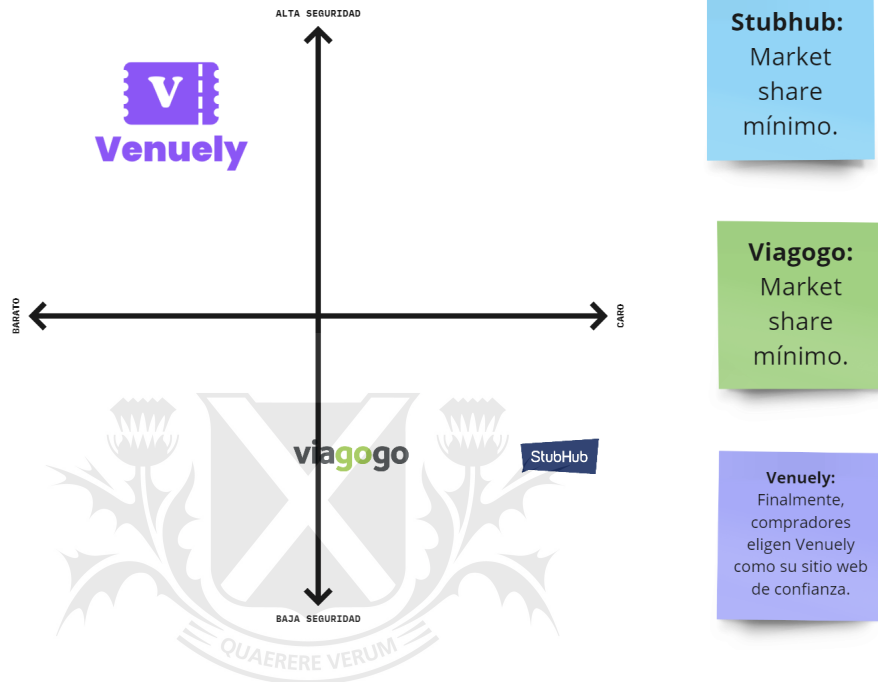 ALTA SEGURIDAD
V
Venuely
BARATO
CARO
viagogo
StubHub
BAJA SEGURIDAD
QUAERERE VERUM
Stubhub:
Market
share
mínimo.
Viagogo:
Market
share
mínimo.
Venuely:
Finalmente,
compradores
eligen Venuely
como su sitio web
de confianza.